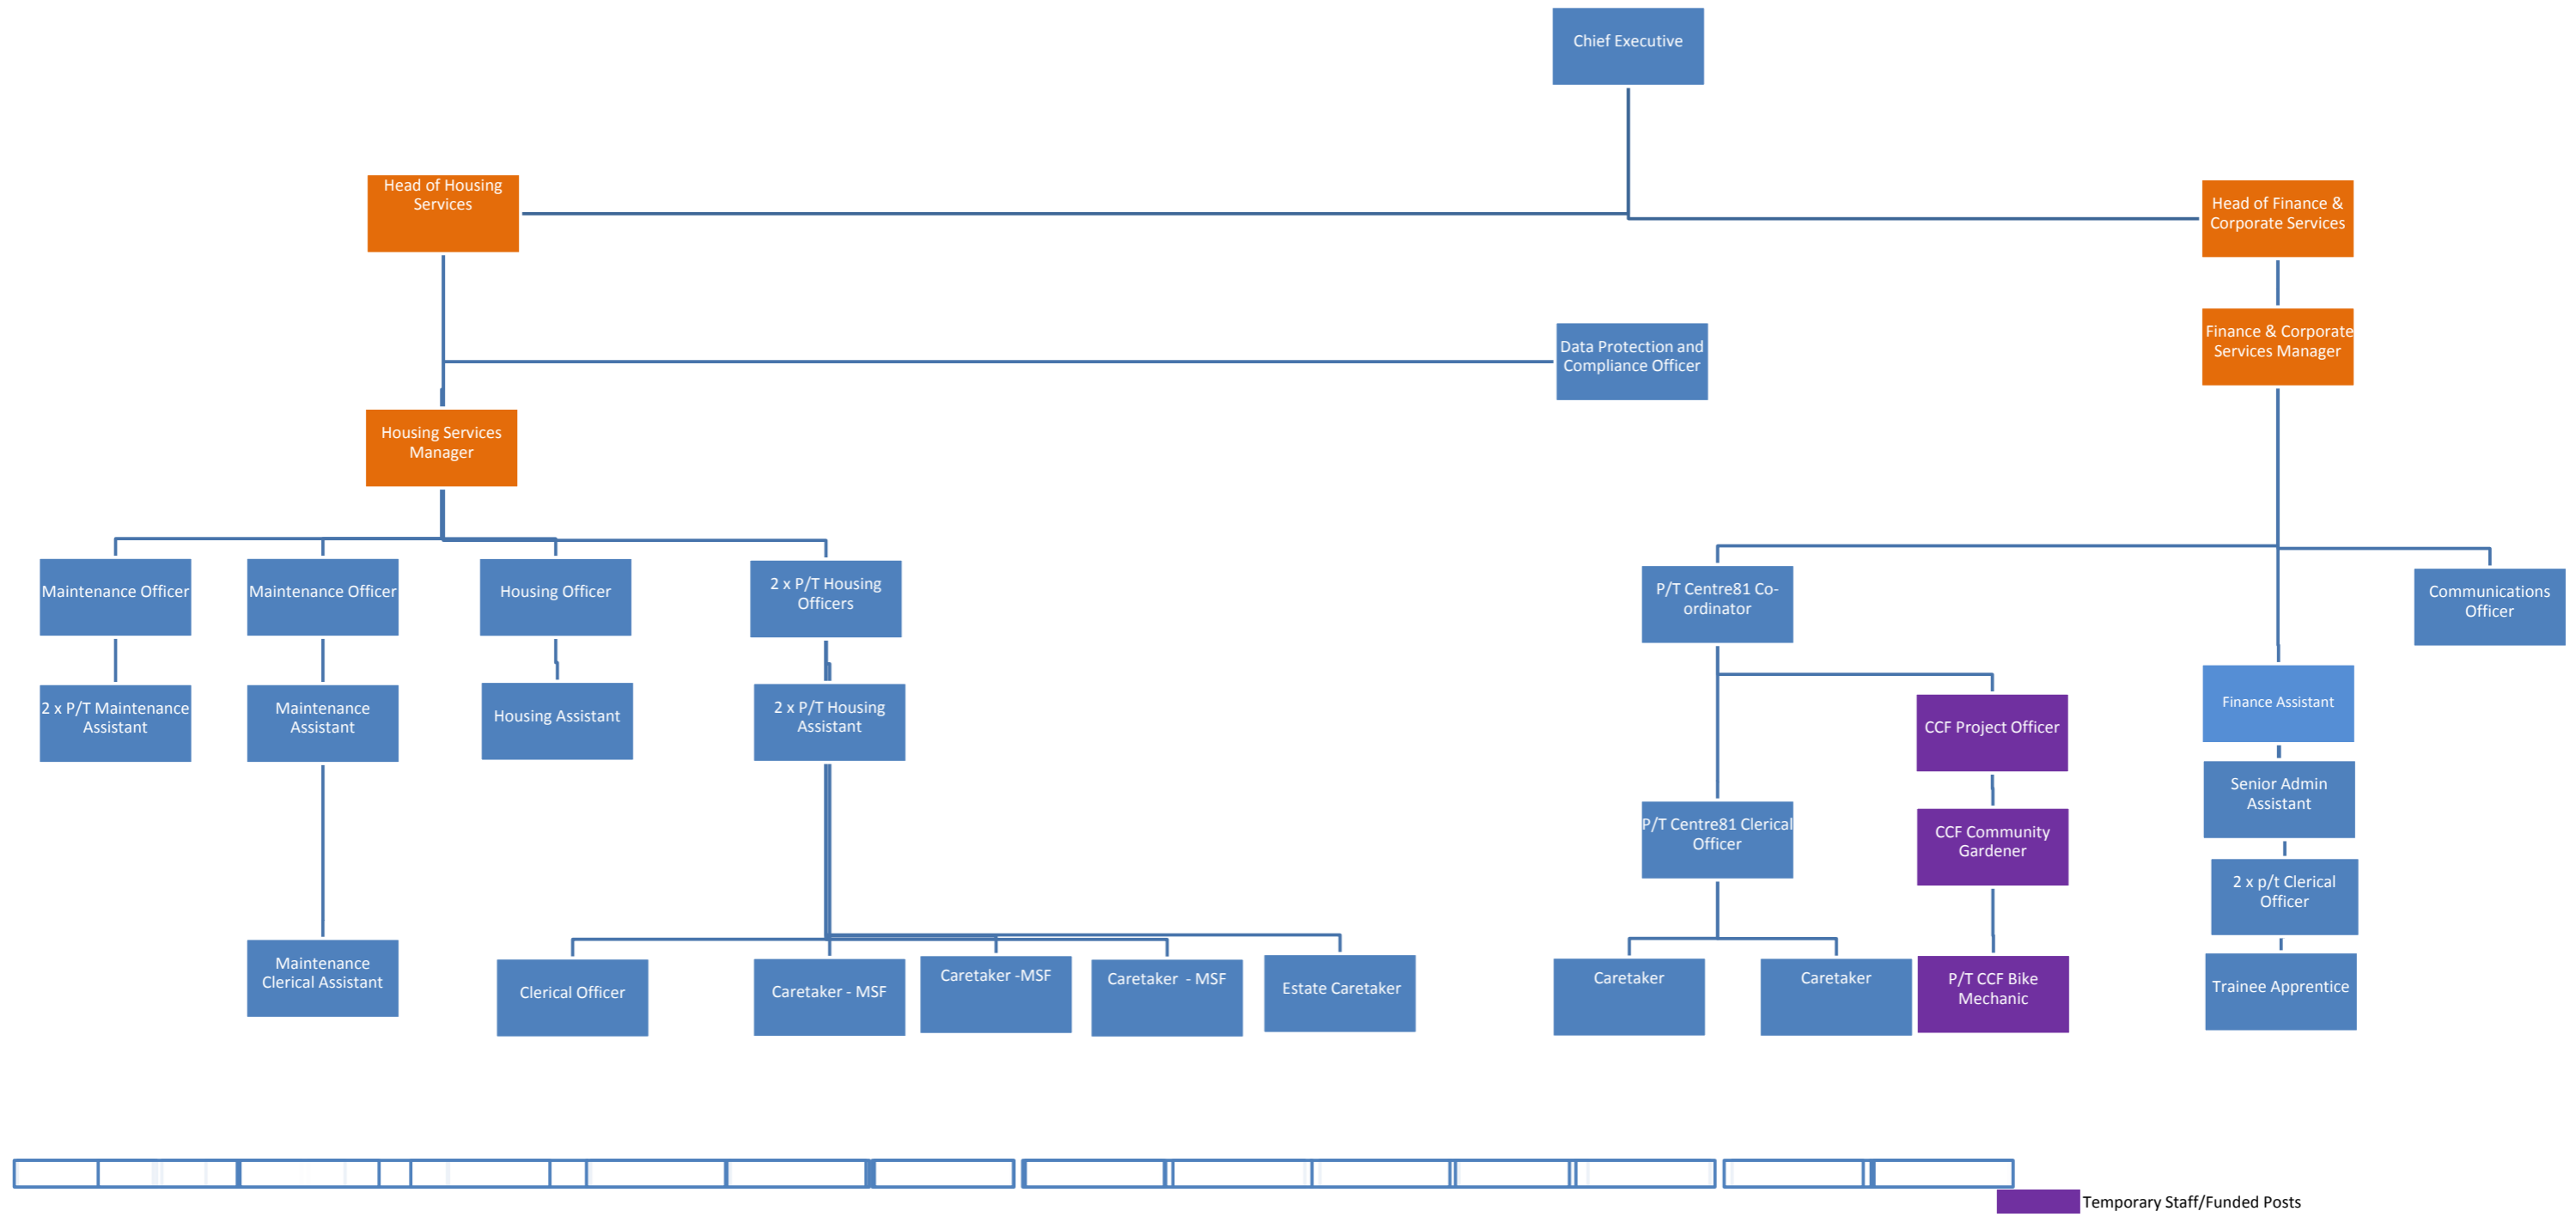 Chief Executive
Head of Housing
Services
Head of Finance &
Corporate Services
Data Protection and
Compliance Officer
Finance & Corporate
Services Manager
Housing Services
Manager
Maintenance Officer
Maintenance Officer
Housing Officer
2 x P/T Housing
Officers
P/T Centre81 Co-
ordinator
Communications
Officer
2 x P/T Maintenance
Assistant
Maintenance
Assistant
Housing Assistant
2 x P/T Housing
Assistant
CCF Project Officer
Finance Assistant
Senior Admin
Assistant
P/T Centre81 Clerical
Officer
CCF Community
Gardener
2 x p/t Clerical
Officer
Maintenance
Clerical Assistant
Clerical Officer
Caretaker - MSF
Caretaker -MSF
Caretaker  - MSF
Estate Caretaker
Caretaker
Caretaker
P/T CCF Bike
Mechanic
Trainee Apprentice
Temporary Staff/Funded Posts